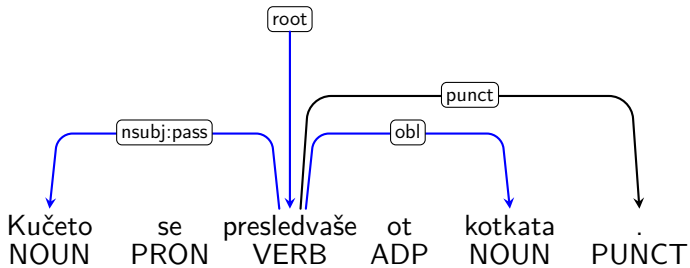 root
punct
nsubj:pass obl
Kučeto se presledvaše ot kotkata .
NOUN PRON VERB ADP NOUN PUNCT